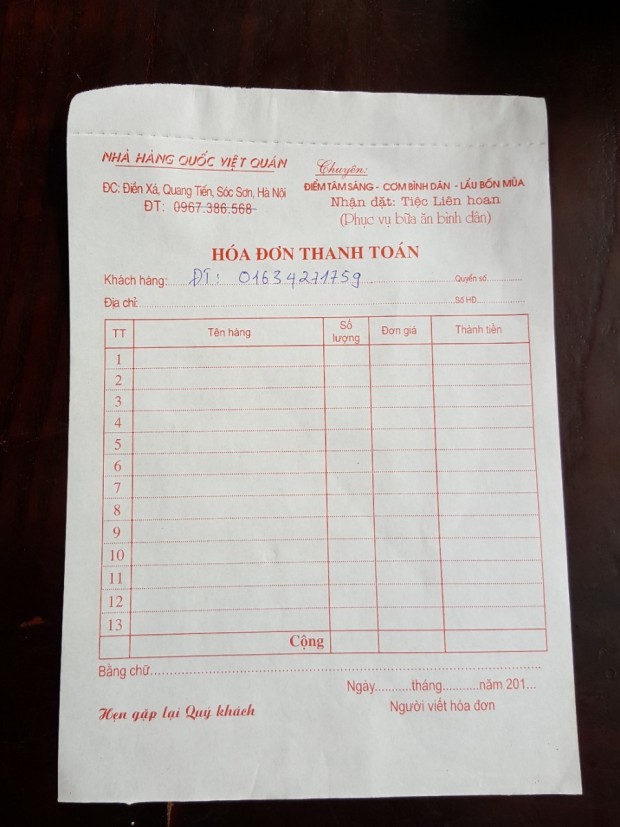 NHÀ HÀNG QUỐC VIỆT QUÁN
ĐC: Điền Xá, Quang Tiến, Sóc Sơn, Hà Nội
ĐT: 0967.386.568
Chuyên:
ĐIỂM TÂM SÁNG - CƠM BÌNH DÂN - LẨU BỐN MÙA
Nhận đặt: Tiệc Liên hoan
(Phục vụ bữa ăn bình dân)
HÓA ĐƠN THANH TOÁN
Khách hàng: ĐT: 01634271759 Quyển số
Địa chỉ: Số HĐ
TT Tên hàng Số lượng Đơn giá Thành tiền
1
2
3
4
5
6
7
8
9
10
11
12
13
Cộng
Bằng chữ
Ngày.........tháng.........năm 201...
Hẹn gặp lại Quý khách Người viết hóa đơn